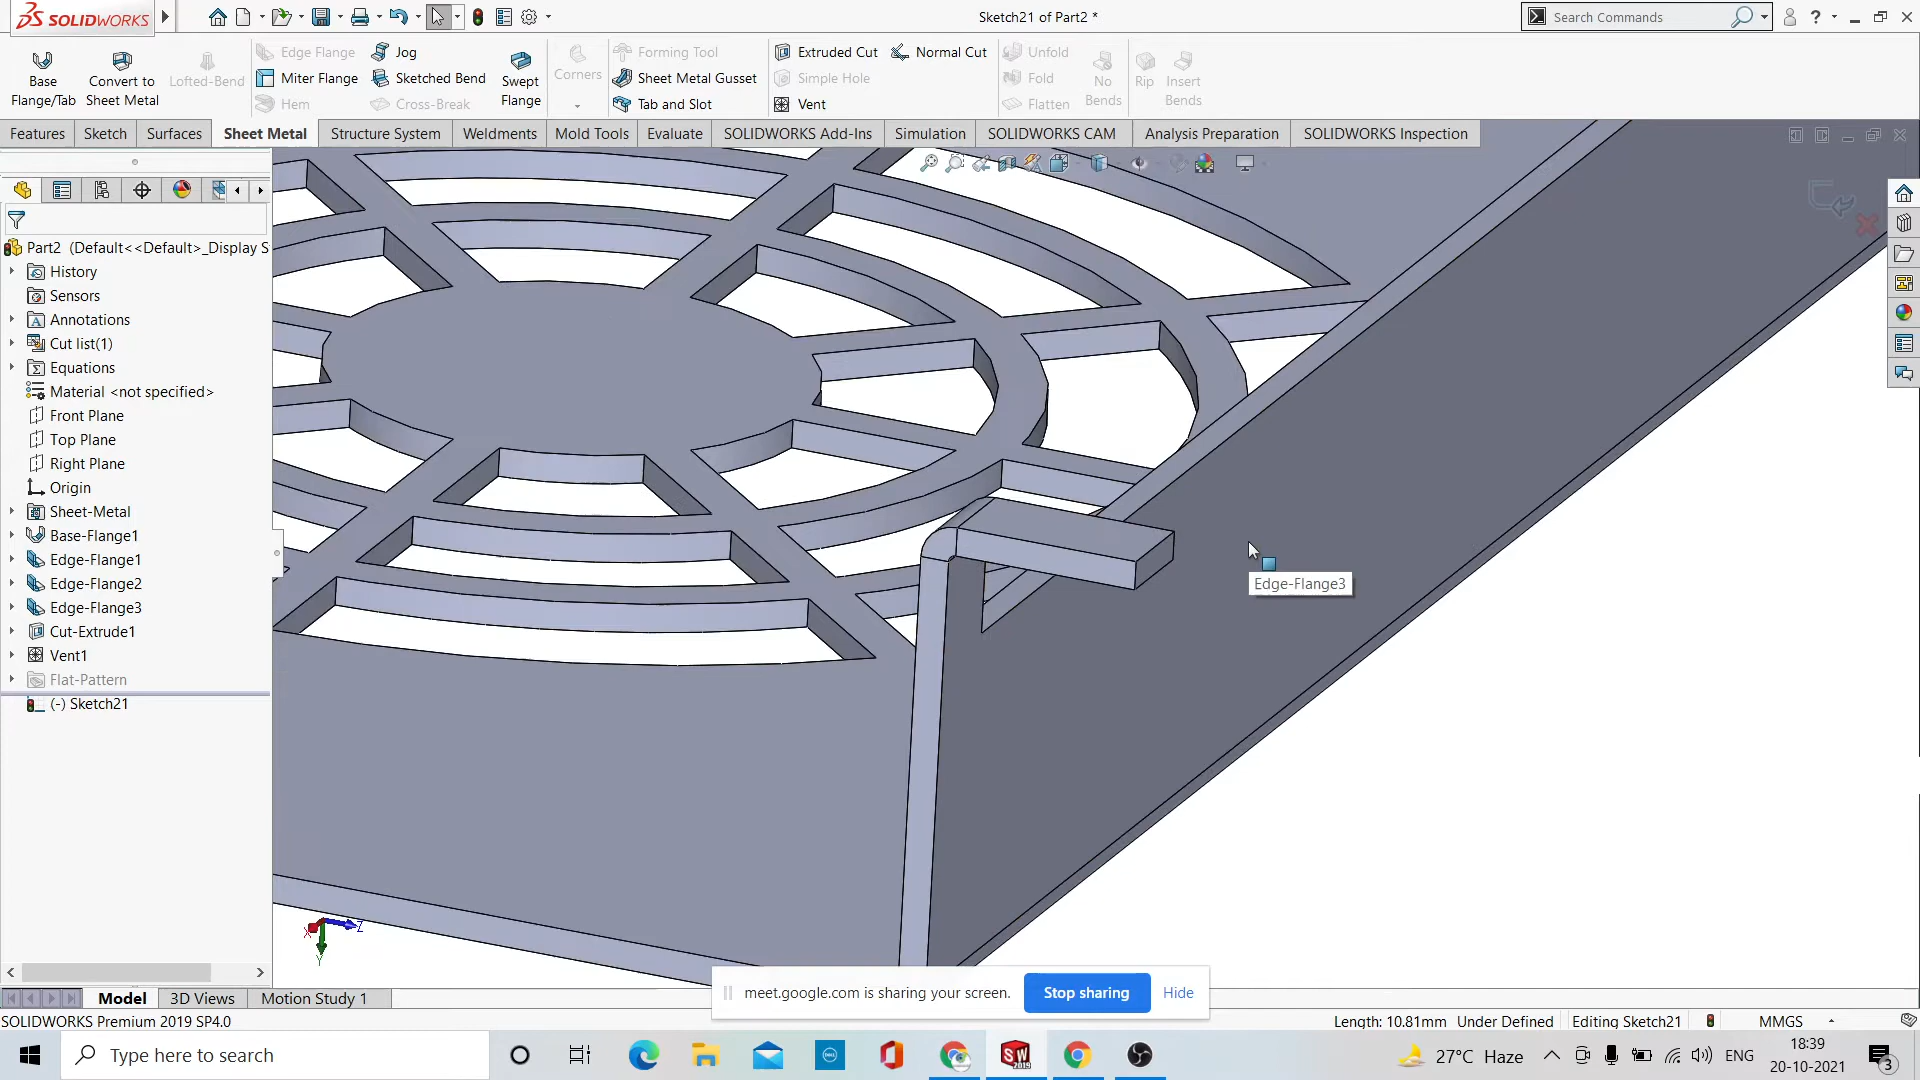 SOLIDWORKS
Sketch21 of Part2 *
Search Commands
Base Flange/Tab
Convert to Sheet Metal
Lofted-Bend
Edge Flange
Miter Flange
Hem
Jog
Sketched Bend
Cross-Break
Swept Flange
Corners
Forming Tool
Sheet Metal Gusset
Tab and Slot
Extruded Cut
Simple Hole
Vent
Normal Cut
Unfold
Fold
Flatten
No Bends
Rip
Insert Bends
Features Sketch Surfaces Sheet Metal Structure System Weldments Mold Tools Evaluate SOLIDWORKS Add-Ins Simulation SOLIDWORKS CAM Analysis Preparation SOLIDWORKS Inspection
Part2 (Default<<Default>_Display S
History
Sensors
Annotations
Cut list(1)
Equations
Material <not specified>
Front Plane
Top Plane
Right Plane
Origin
Sheet-Metal
Base-Flange1
Edge-Flange1
Edge-Flange2
Edge-Flange3
Cut-Extrude1
Vent1
Flat-Pattern
(-) Sketch21
Edge-Flange3
X
Z
Y
meet.google.com is sharing your screen. Stop sharing Hide
Model 3D Views Motion Study 1
SOLIDWORKS Premium 2019 SP4.0
Length: 10.81mm Under Defined Editing Sketch21 MMGS
Type here to search
27°C Haze
ENG
18:39
20-10-2021
3